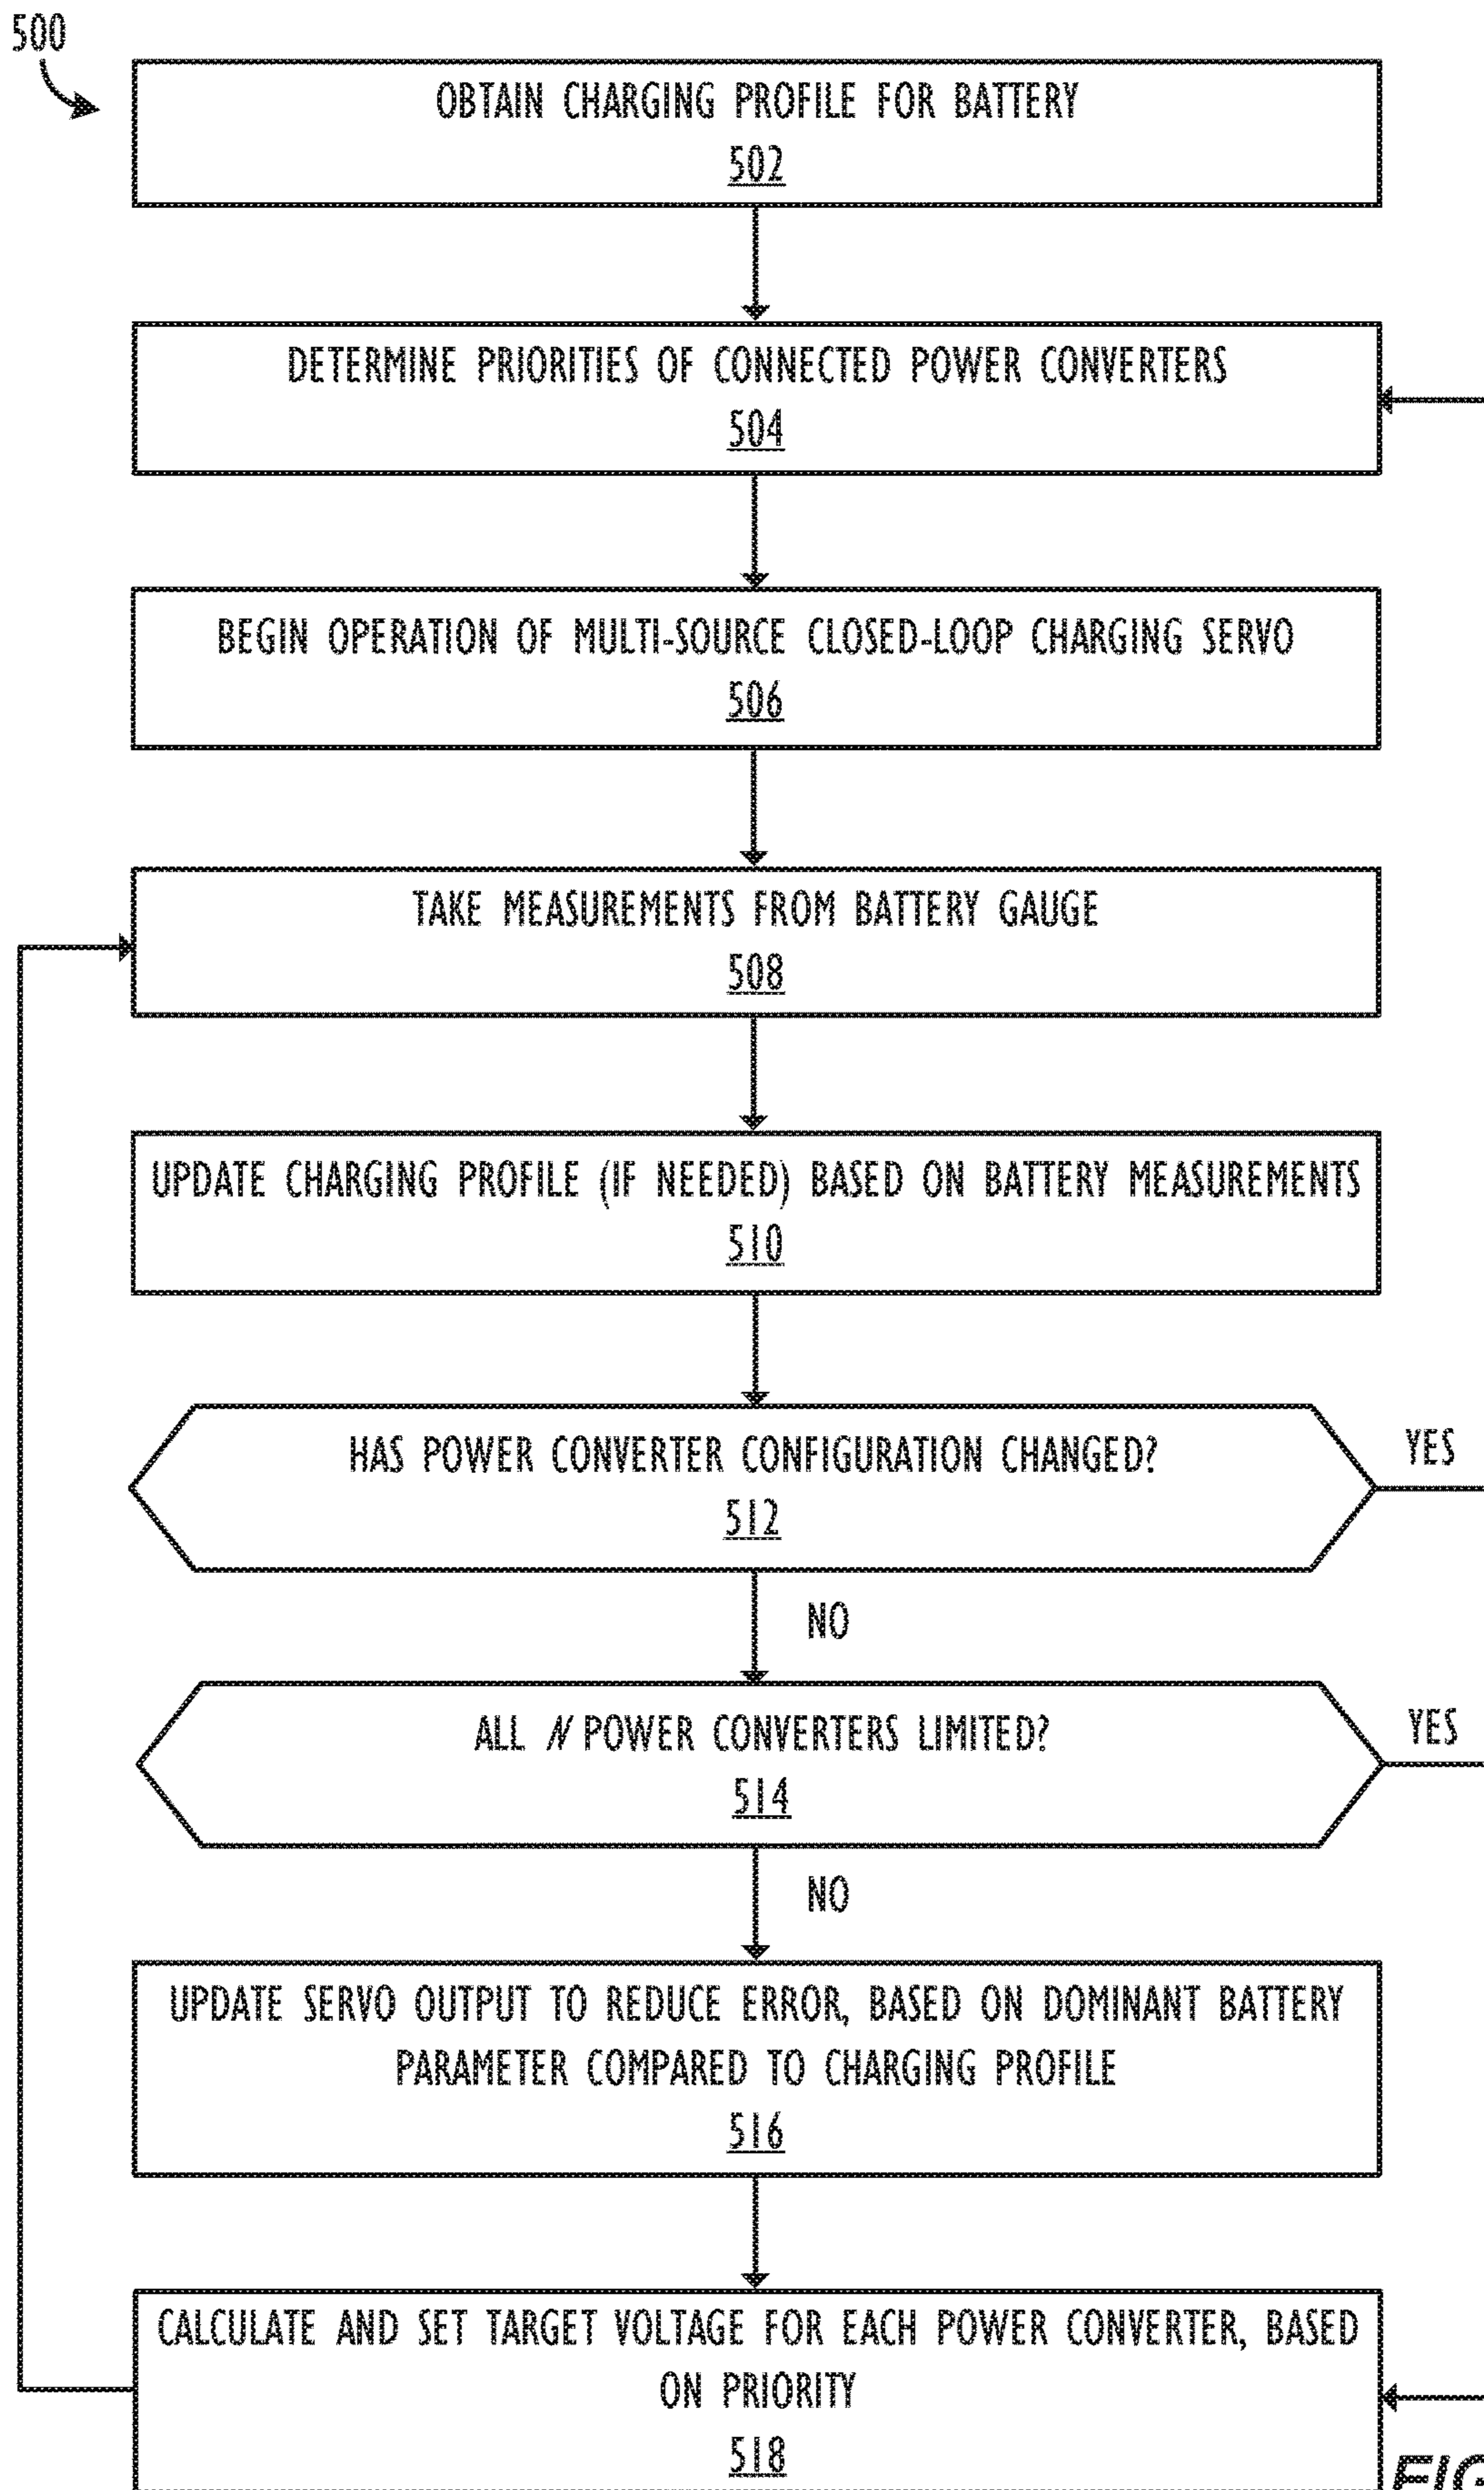 500
OBTAIN CHARGING PROFILE FOR BATTERY
502
DETERMINE PRIORITIES OF CONNECTED POWER CONVERTERS
504
BEGIN OPERATION OF MULTI-SOURCE CLOSED-LOOP CHARGING SERVO
506
TAKE MEASUREMENTS FROM BATTERY GAUGE
508
UPDATE CHARGING PROFILE (IF NEEDED) BASED ON BATTERY MEASUREMENTS
510
HAS POWER CONVERTER CONFIGURATION CHANGED?
512
YES
NO
ALL N POWER CONVERTERS LIMITED?
514
YES
NO
UPDATE SERVO OUTPUT TO REDUCE ERROR, BASED ON DOMINANT BATTERY
PARAMETER COMPARED TO CHARGING PROFILE
516
CALCULATE AND SET TARGET VOLTAGE FOR EACH POWER CONVERTER, BASED
ON PRIORITY
518
FIG